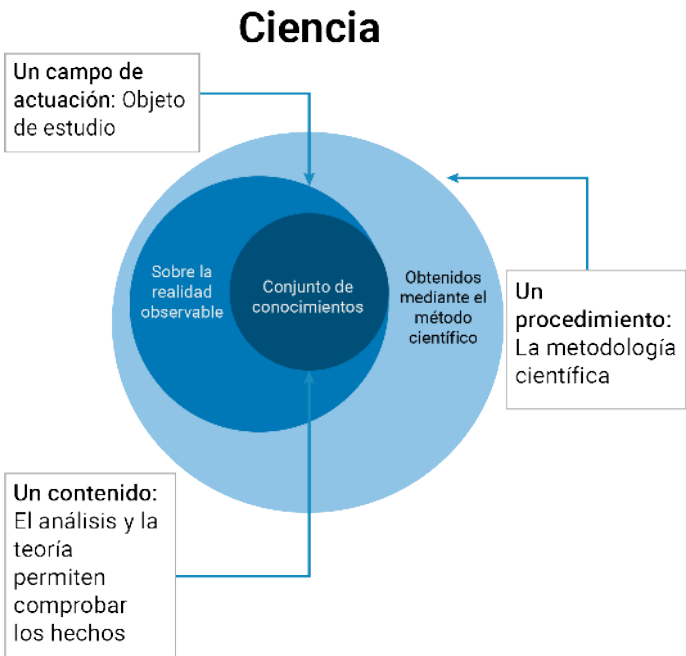 Ciencia
Un campo de
actuación: Objeto
de estudio
Sobre la
realidad
observable
Conjunto de
conocimientos
Obtenidos
mediante el
método
científico
Un
procedimiento:
La metodología
científica
Un contenido:
El análisis y la
teoría
permiten
comprobar
los hechos